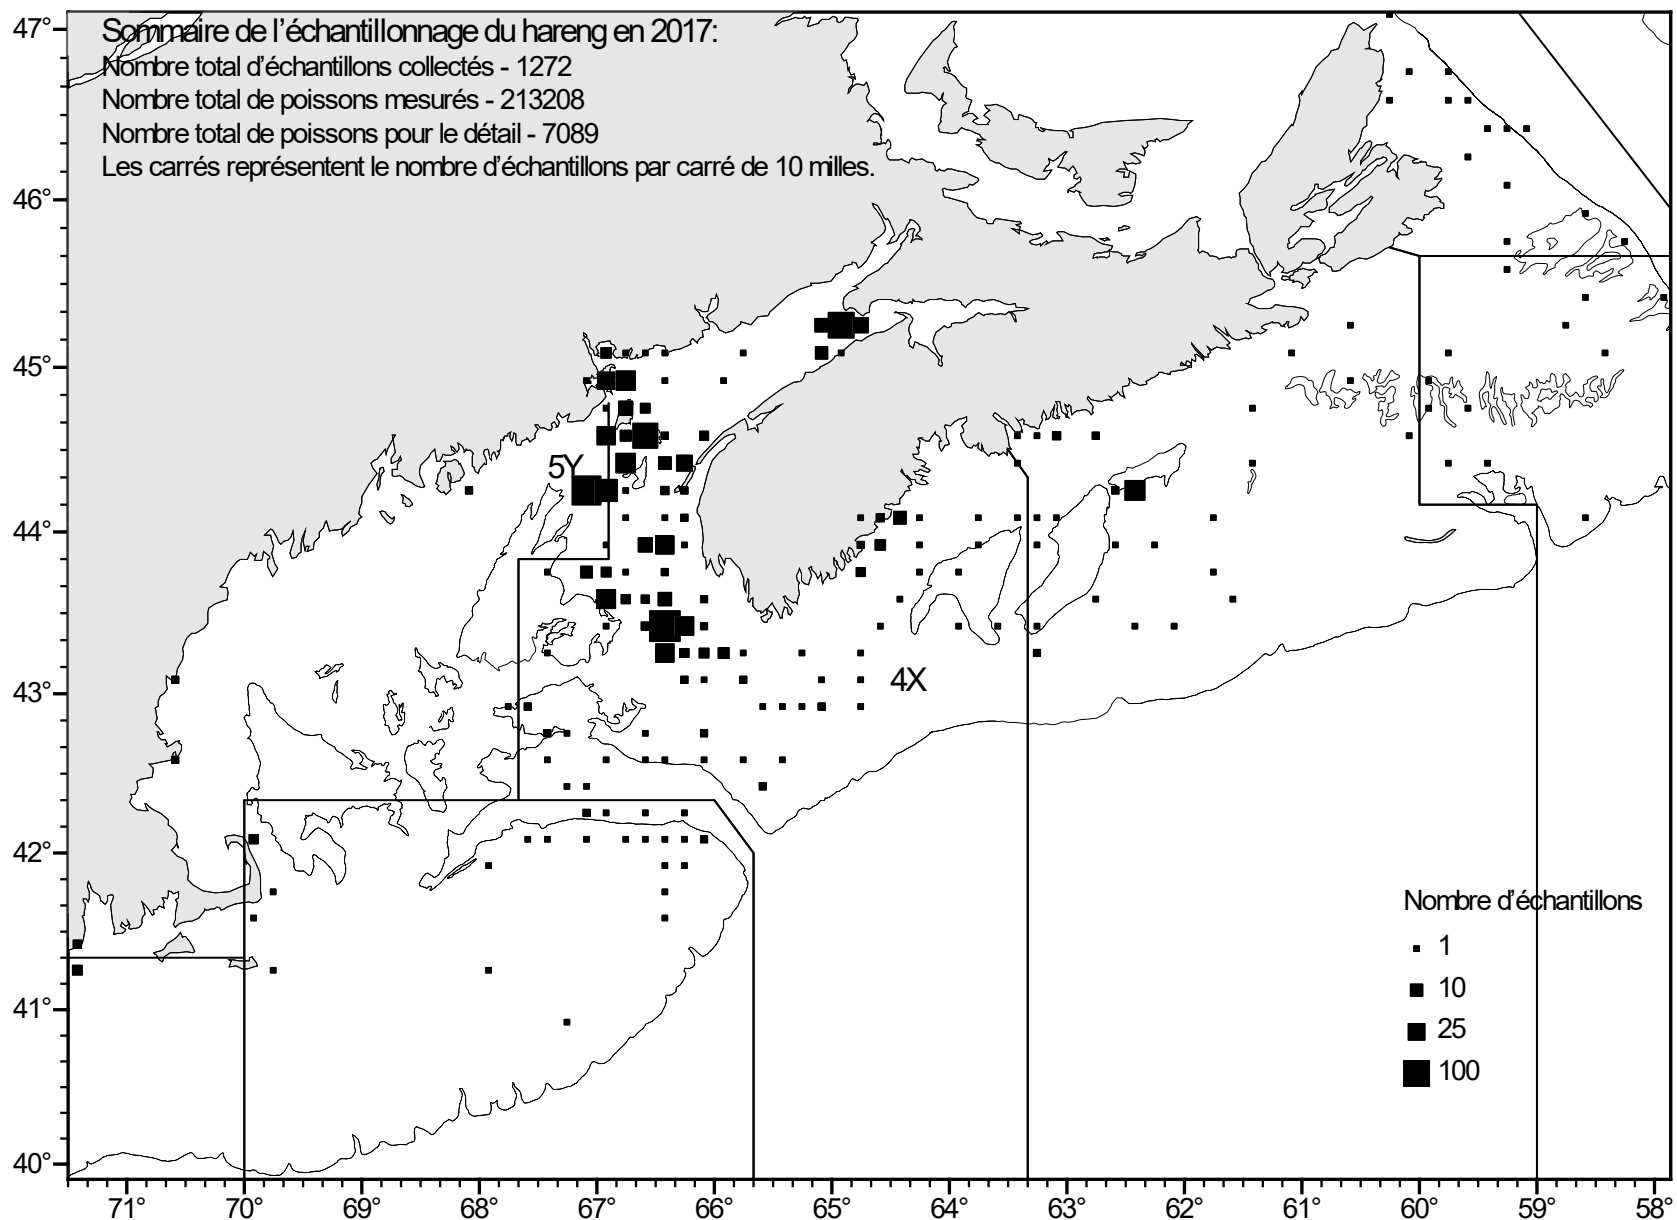 Sommaire de l'échantillonnage du hareng en 2017:
Nombre total d'échantillons collectés - 1272
Nombre total de poissons mesurés - 213208
Nombre total de poissons pour le détail - 7089
Les carrés représentent le nombre d'échantillons par carré de 10 milles.
47°
46°
45°
44°
43°
42°
41°
40°
5Y
4X
Nombre d'échantillons
1
10
25
100
71° 70° 69° 68° 67° 66° 65° 64° 63° 62° 61° 60° 59° 58°